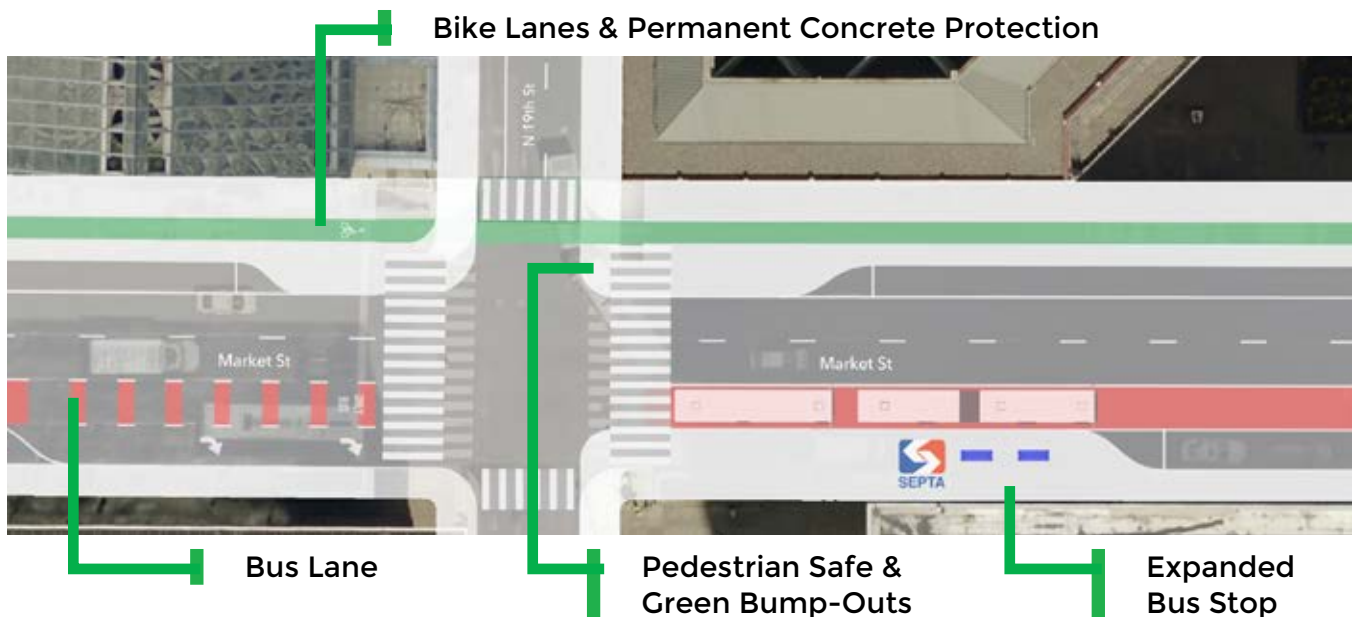 Bike Lanes & Permanent Concrete Protection
N 19th St
Market St
Market St
SEPTA
Bus Lane
Pedestrian Safe &
Green Bump-Outs
Expanded
Bus Stop